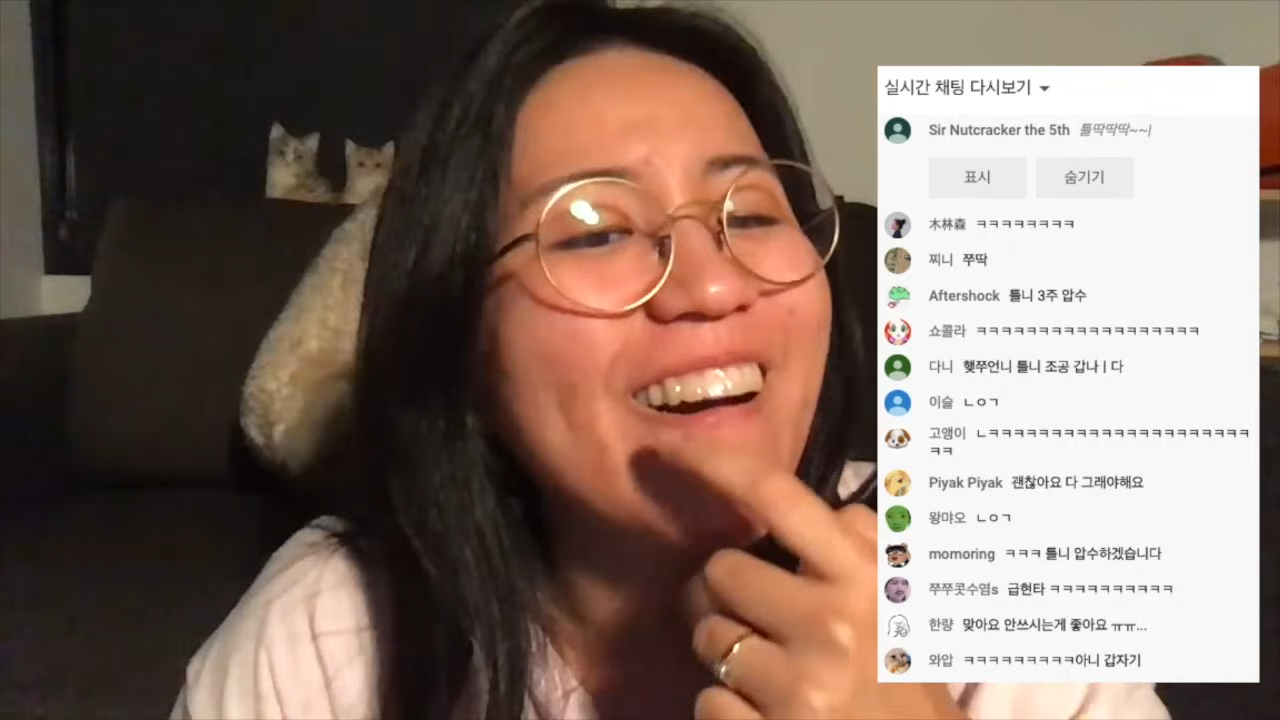 실시간 채팅 다시보기
Sir Nutcracker the 5th 틀딱딱딱~~|
표시 숨기기
木林森 ㅋㅋㅋㅋㅋㅋㅋㅋ
찌니 쭈딱
Aftershock 틀니 3주 압수
쇼콜라 ㅋㅋㅋㅋㅋㅋㅋㅋㅋㅋㅋㅋㅋㅋㅋㅋㅋㅋ
다니 햊쭈언니 틀니 조공 갑나ㅣ다
이슬 ㄴㅇㄱ
고앵이 ㄴㅋㅋㅋㅋㅋㅋㅋㅋㅋㅋㅋㅋㅋㅋㅋㅋㅋㅋㅋㅋㅋ
ㅋㅋ
Piyak Piyak 괜찮아요 다 그래야해요
왕먀오 ㄴㅇㄱ
momoring ㅋㅋㅋ 틀니 압수하겠습니다
쭈쭈콧수염s 급현타 ㅋㅋㅋㅋㅋㅋㅋㅋㅋㅋ
한량 맞아요 안쓰시는게 좋아요 ㅠㅠ...
와압 ㅋㅋㅋㅋㅋㅋㅋㅋㅋ아니 갑자기